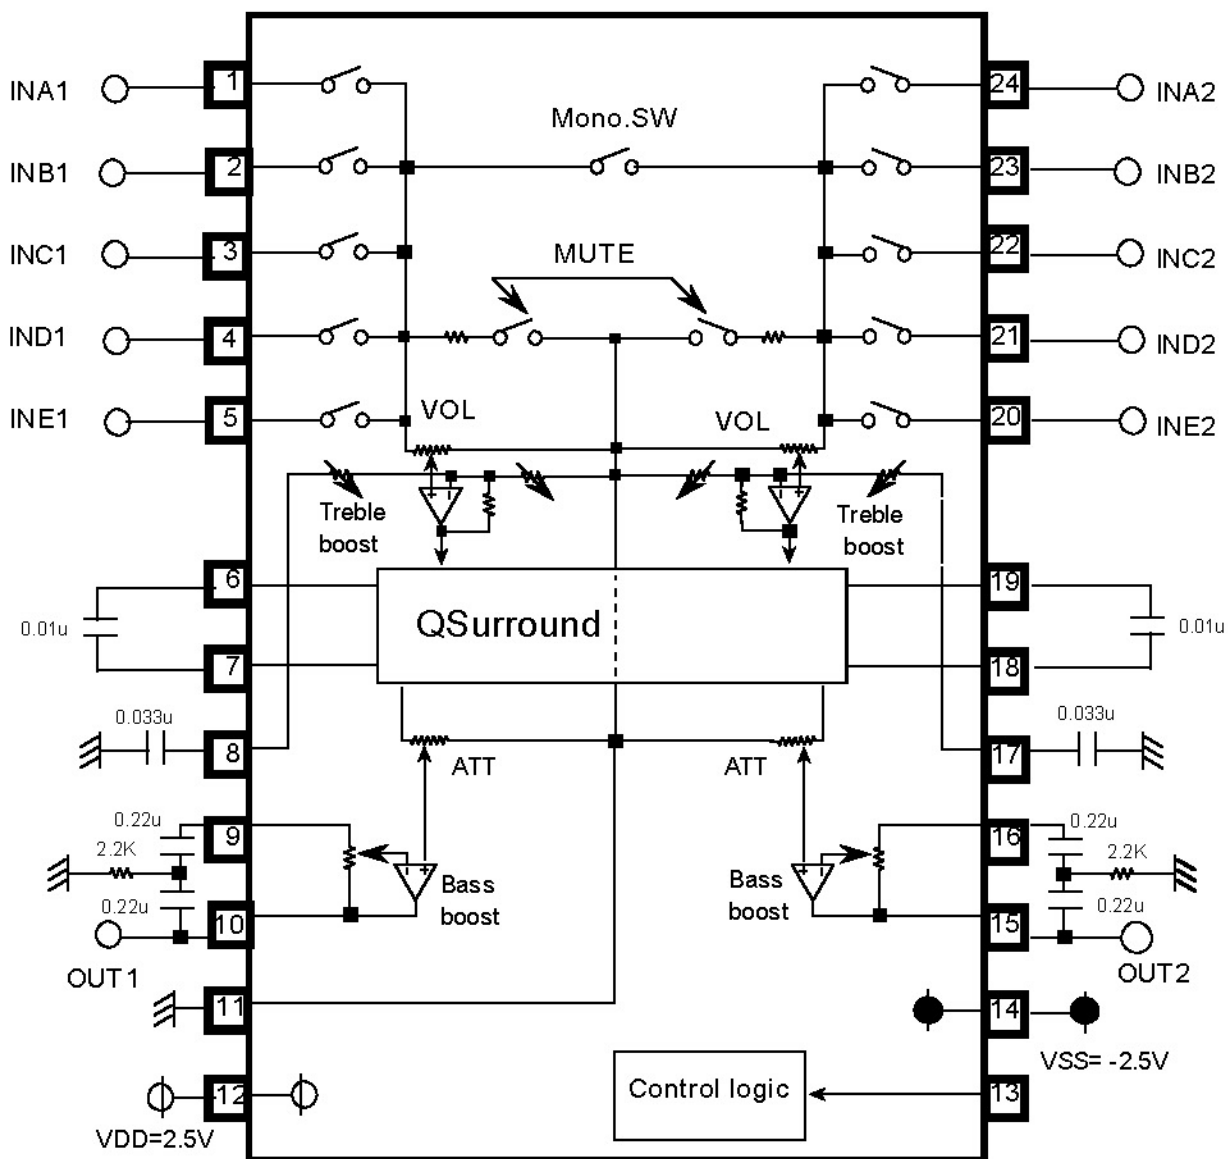 INA1
1
24
INA2
Mono.SW
INB1
2
23
INB2
INC1
3
22
INC2
MUTE
IND1
4
21
IND2
INE1
5
VOL
VOL
20
INE2
Treble
boost
Treble
boost
6
19
QSurround
0.01u
0.01u
7
18
0.033u
0.033u
8
17
ATT
ATT
0.22u
9
16
0.22u
2.2K
2.2K
Bass
boost
Bass
boost
0.22u
10
15
0.22u
OUT1
OUT2
11
14
VSS= -2.5V
Control logic
12
13
VDD=2.5V